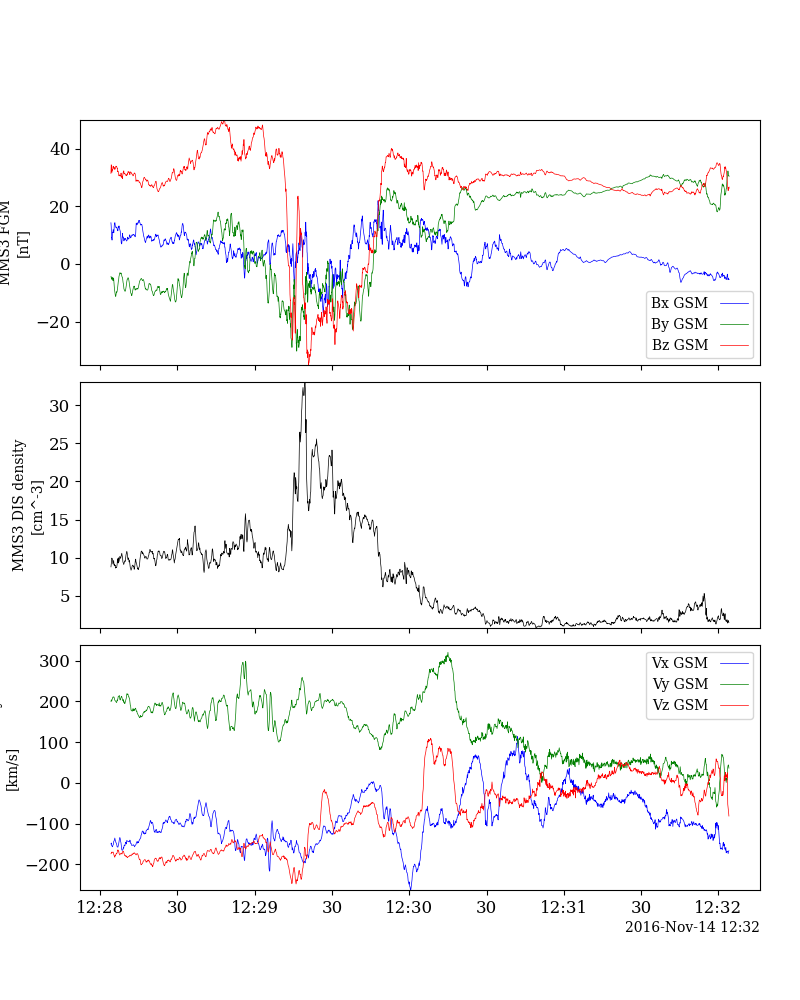 40
20
0
−20
MMS3 FGM
[nT]
Bx GSM
By GSM
Bz GSM
30
25
20
15
10
5
MMS3 DIS density
[cm^-3]
300
200
100
0
−100
−200
[km/s]
Vx GSM
Vy GSM
Vz GSM
12:28 30 12:29 30 12:30 30 12:31 30 12:32
2016-Nov-14 12:32